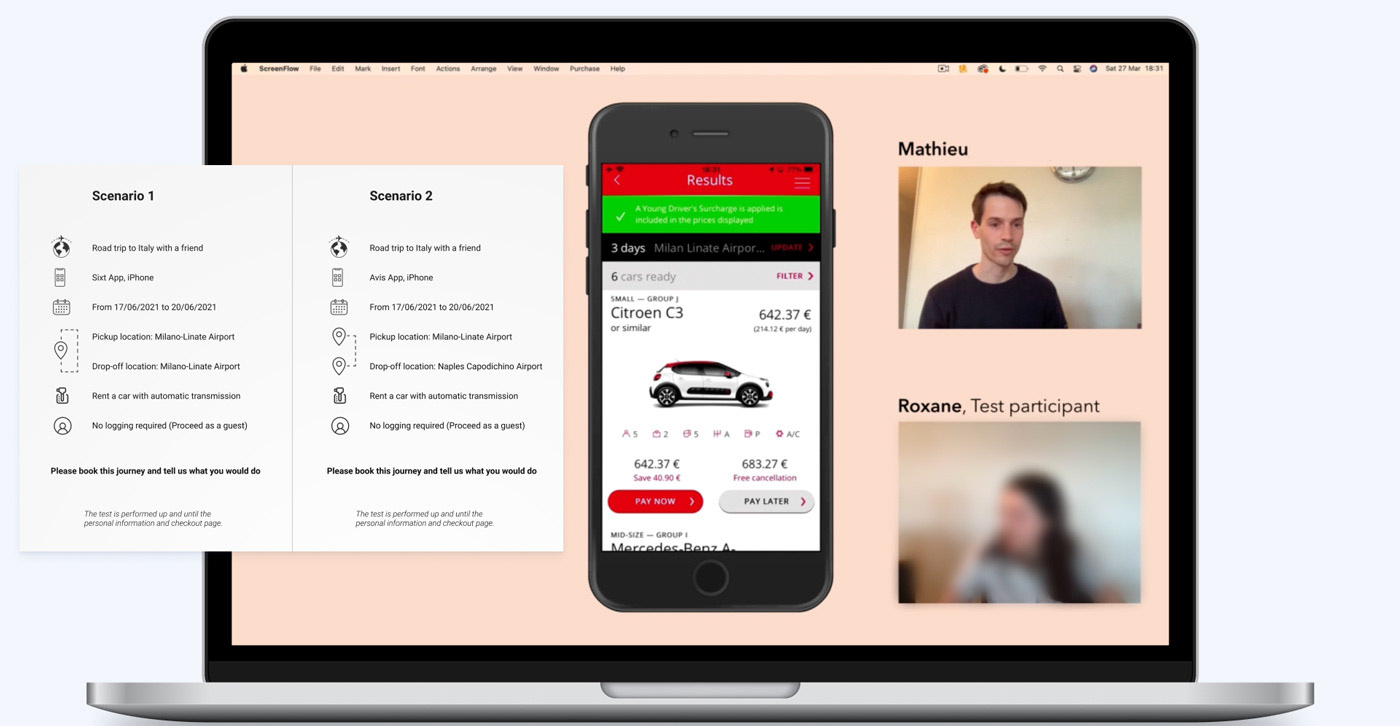 ScreenFlow File Edit Mark Insert Font Actions Arrange View Window Purchase Help
Sat 27 Mar 18:31
Scenario 1
Road trip to Italy with a friend
Sixt App, iPhone
From 17/06/2021 to 20/06/2021
Pickup location: Milano-Linate Airport
Drop-off location: Milano-Linate Airport
Rent a car with automatic transmission
No logging required (Proceed as a guest)
Please book this journey and tell us what you would do
The test is performed up and until the
personal information and checkout page.
Scenario 2
Road trip to Italy with a friend
Avis App, iPhone
From 17/06/2021 to 20/06/2021
Pickup location: Milano-Linate Airport
Drop-off location: Naples Capodichino Airport
Rent a car with automatic transmission
No logging required (Proceed as a guest)
Please book this journey and tell us what you would do
The test is performed up and until the
personal information and checkout page.
77%
Results
A Young Driver's Surcharge is applied is
included in the prices displayed
3 days Milan Linate Airpor... UPDATE
6 cars ready FILTER
SMALL — GROUP J
Citroen C3 642.37 €
or similar (214.12 € per day)
5 2 5 A P A/C
642.37 € 683.27 €
Save 40.90 € Free cancellation
PAY NOW PAY LATER
MID-SIZE — GROUP I
Mercedes-Benz A-
Mathieu
Roxane, Test participant